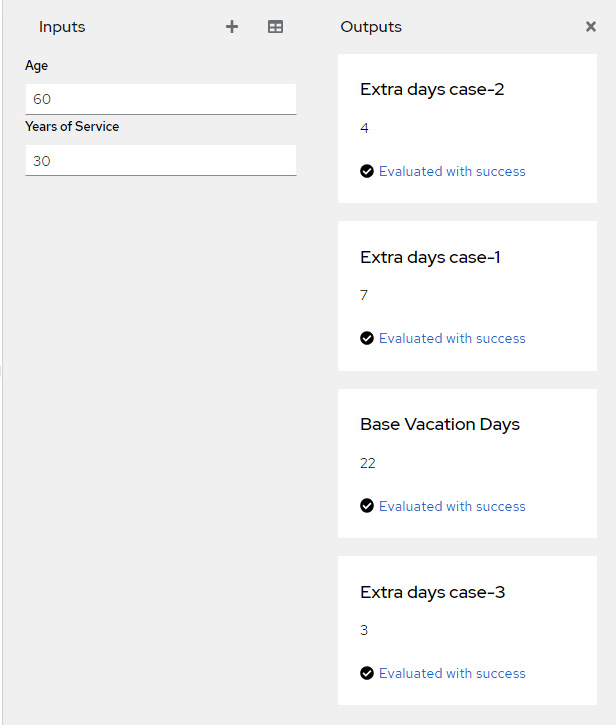 Inputs
Age
60
Years of Service
30
Outputs
Extra days case-2
4
Evaluated with success
Extra days case-1
7
Evaluated with success
Base Vacation Days
22
Evaluated with success
Extra days case-3
3
Evaluated with success